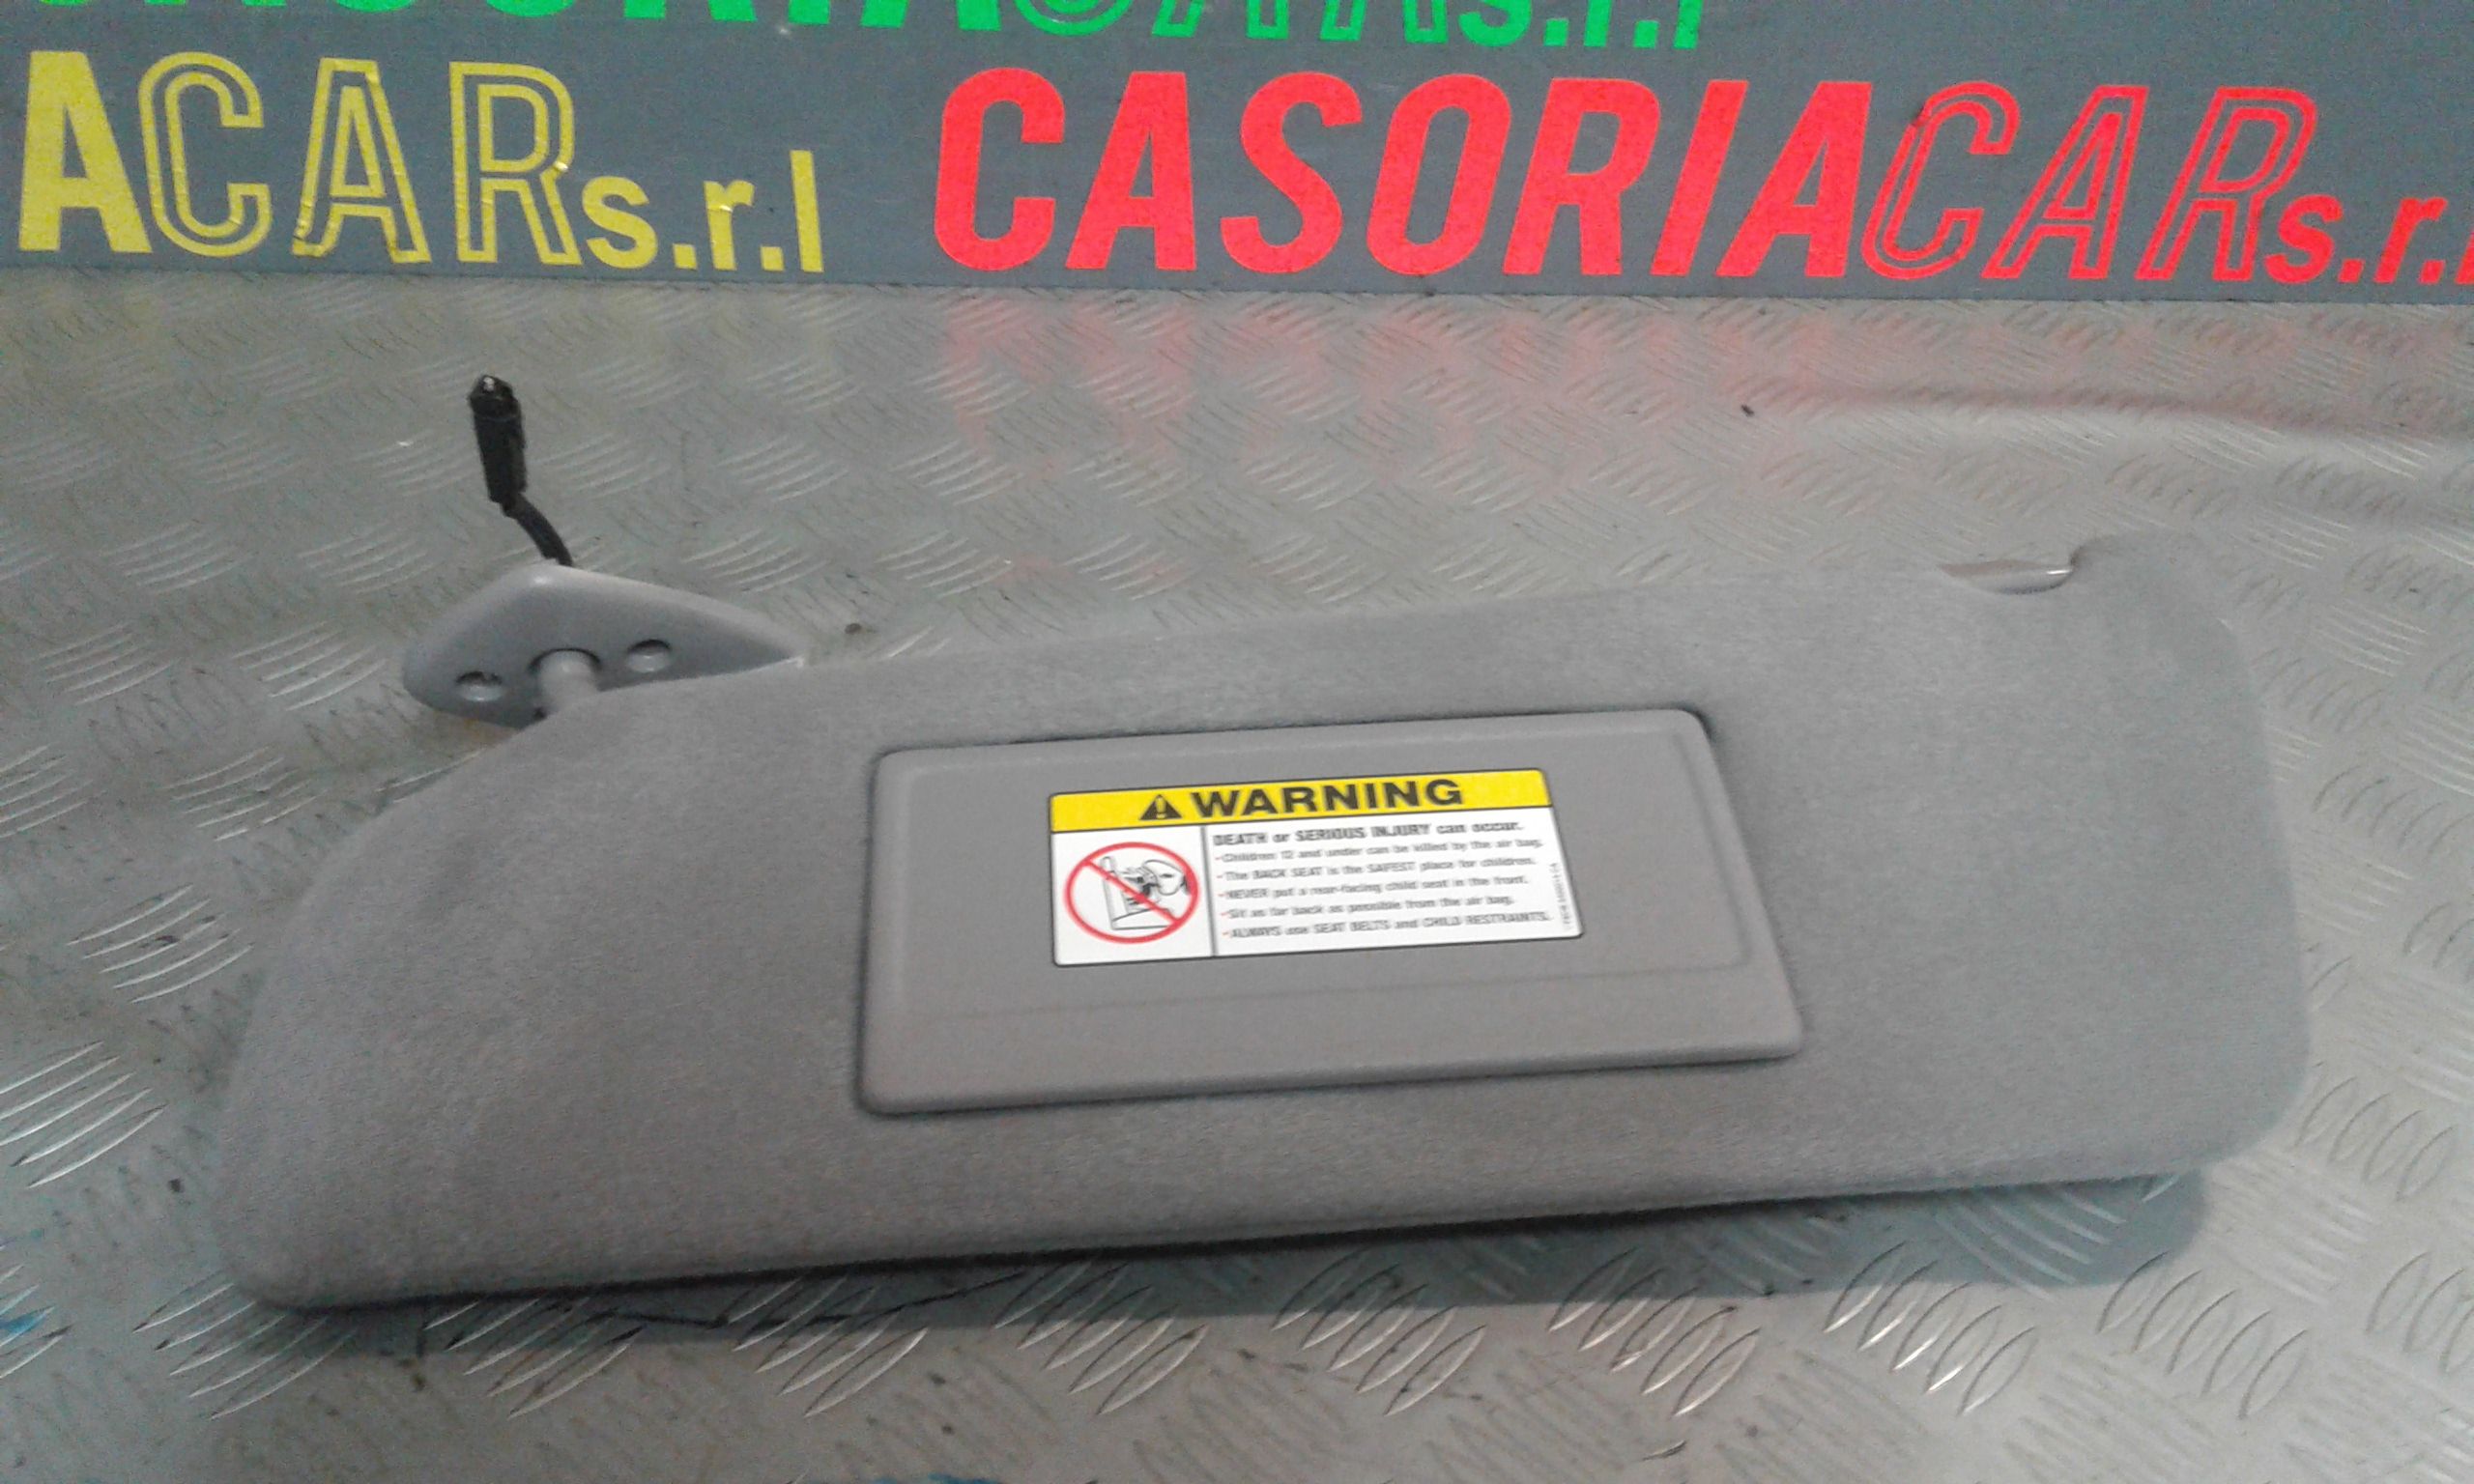 CASORIACARs.r.l
ACARs.r.l
CASORIACARs.r.l
WARNING
DEATH or SERIOUS INJURY can occur.
-Children 12 and under can be killed by the air bag.
-The BACK SEAT is the SAFEST place for children.
-NEVER put a rear-facing child seat in the front.
-Sit as far back as possible from the air bag.
-ALWAYS use SEAT BELTS and CHILD RESTRAINTS.